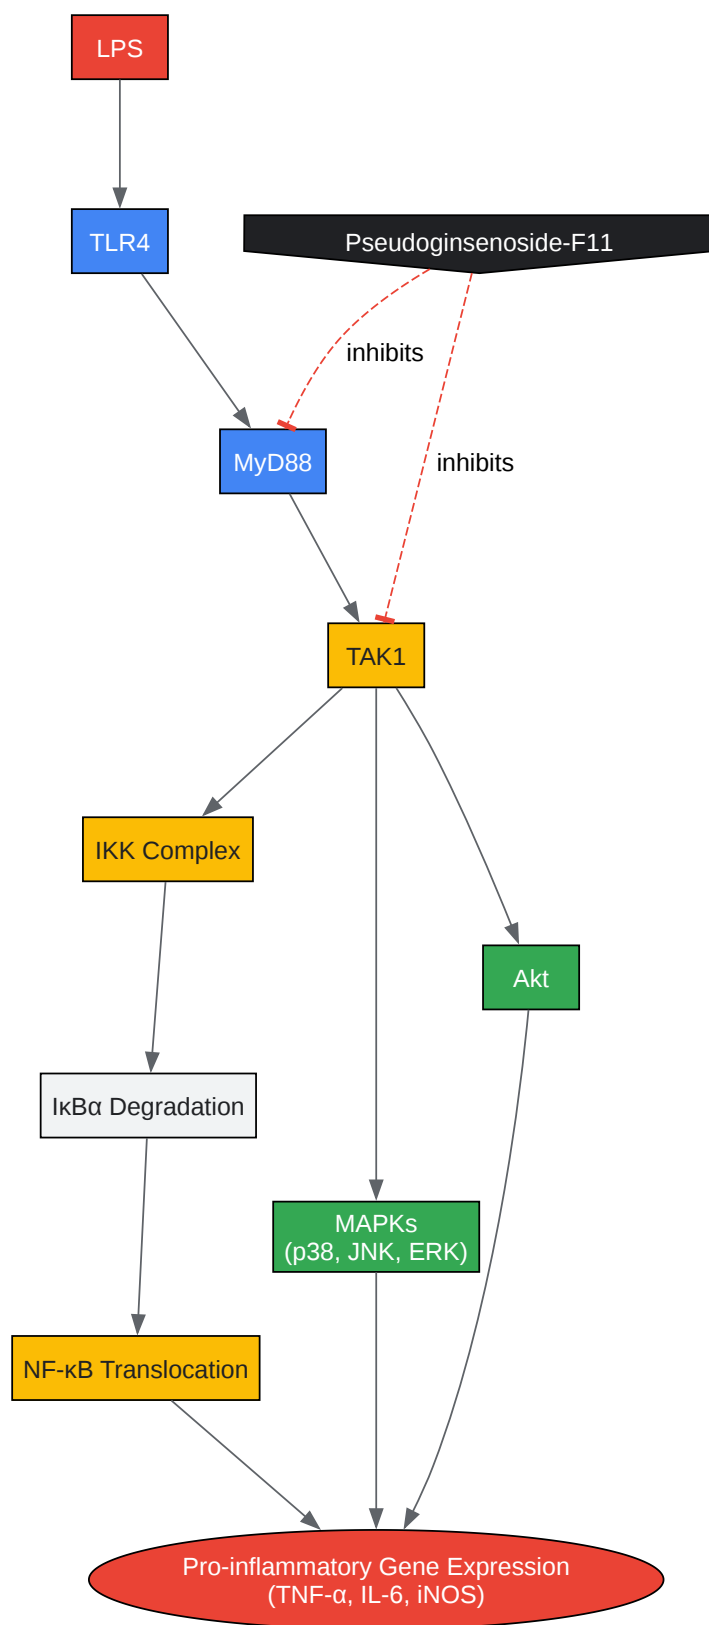 LPS
TLR4
Pseudoginsenoside-F11
inhibits
MyD88
inhibits
TAK1
IKK Complex
Akt
IκBα Degradation
MAPKs
(p38, JNK, ERK)
NF-κB Translocation
Pro-inflammatory Gene Expression
(TNF-α, IL-6, iNOS)